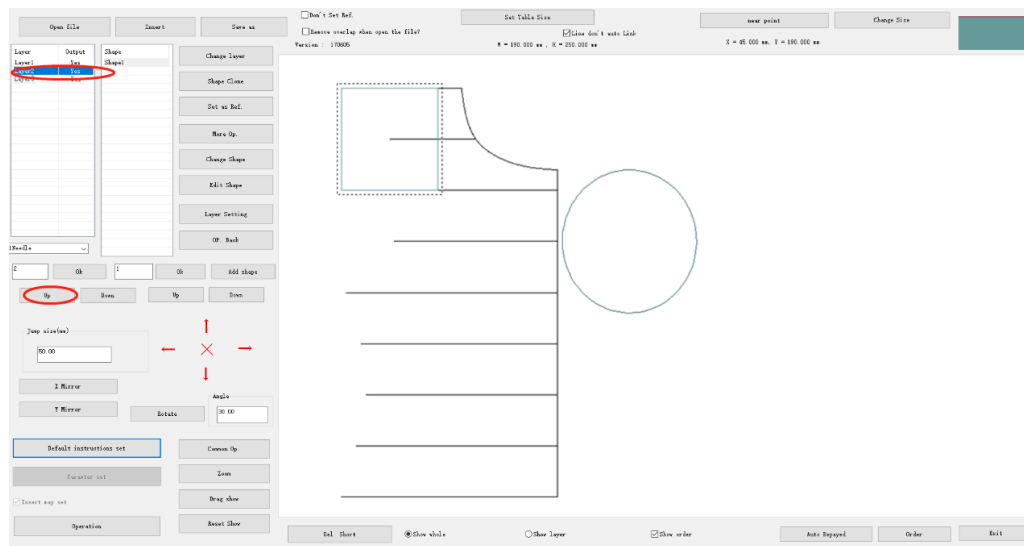 Open file
Insert
Save as
Don't Set Ref.
Remove overlap when open the file?
Version : 170605
Set Table Size
Line don't auto Link
W = 190.000 mm , H = 250.000 mm
near point
Change Size
X = 45.000 mm, Y = 190.000 mm
Layer Output
Layer1 Yes
Layer2 Yes
Shape
Shape1
Change layer
Shape Clone
Set as Ref.
More Op.
Change Shape
Edit Shape
Layer Setting
OP. Back
2
Ok
1
Ok
Add shape
Up
Down
Up
Down
Jump size(mm)
50.00
X Mirror
Y Mirror
Rotate
Angle
30.00
Default instructions set
Common Op.
Zoom
Insert map set
Drag show
Operation
Reset Show
Del. Short
Show whole
Show layer
Show order
Auto Repayed
Order
Exit